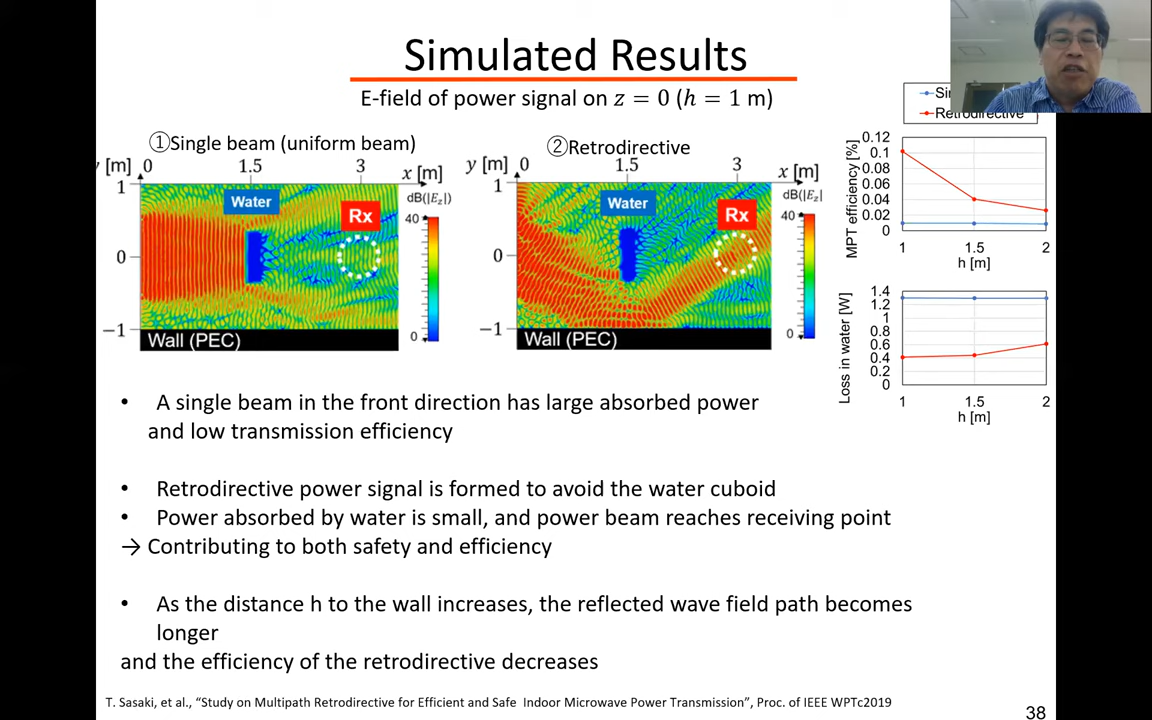 Simulated Results
E-field of power signal on z = 0 (h = 1 m)
①Single beam (uniform beam)
y [m] 0 1.5 3 x [m]
dB(|E_z|)
40
0
1
0
−1
Water
Rx
Wall (PEC)
②Retrodirective
y [m] 0 1.5 3 x [m]
dB(|E_z|
40
0
1
0
−1
Water
Rx
Wall (PEC)
Retrodirective
MPT efficiency [%]
0.12
0.1
0.08
0.06
0.04
0.02
0
1 1.5 2
h [m]
Loss in water [W]
1.4
1.2
1
0.8
0.6
0.4
0.2
0
1 1.5 2
h [m]
• A single beam in the front direction has large absorbed power
and low transmission efficiency
• Retrodirective power signal is formed to avoid the water cuboid
• Power absorbed by water is small, and power beam reaches receiving point
→ Contributing to both safety and efficiency
• As the distance h to the wall increases, the reflected wave field path becomes
longer
and the efficiency of the retrodirective decreases
T. Sasaki, et al., “Study on Multipath Retrodirective for Efficient and Safe Indoor Microwave Power Transmission”, Proc. of IEEE WPTc2019
38